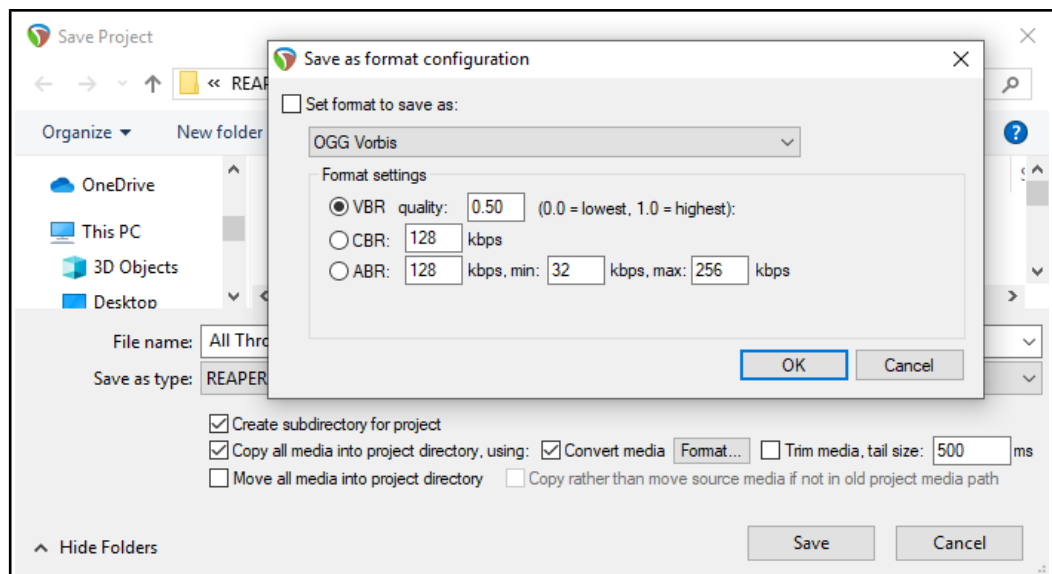 Save Project
Save as format configuration
« REAP
Set format to save as:
Organize
New folder
OGG Vorbis
Format settings
OneDrive
VBR quality: 0.50 (0.0 = lowest, 1.0 = highest):
This PC
CBR: 128 kbps
3D Objects
ABR: 128 kbps, min: 32 kbps, max: 256 kbps
Desktop
File name: All Thro
OK
Cancel
Save as type: REAPER
Create subdirectory for project
Copy all media into project directory, using: Convert media Format... Trim media, tail size: 500 ms
Move all media into project directory Copy rather than move source media if not in old project media path
Hide Folders
Save
Cancel